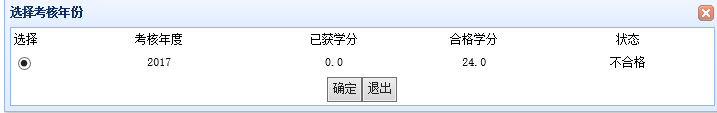 选择考核年份
选择 考核年度 已获学分 合格学分 状态
2017 0.0 24.0 不合格
确定 退出